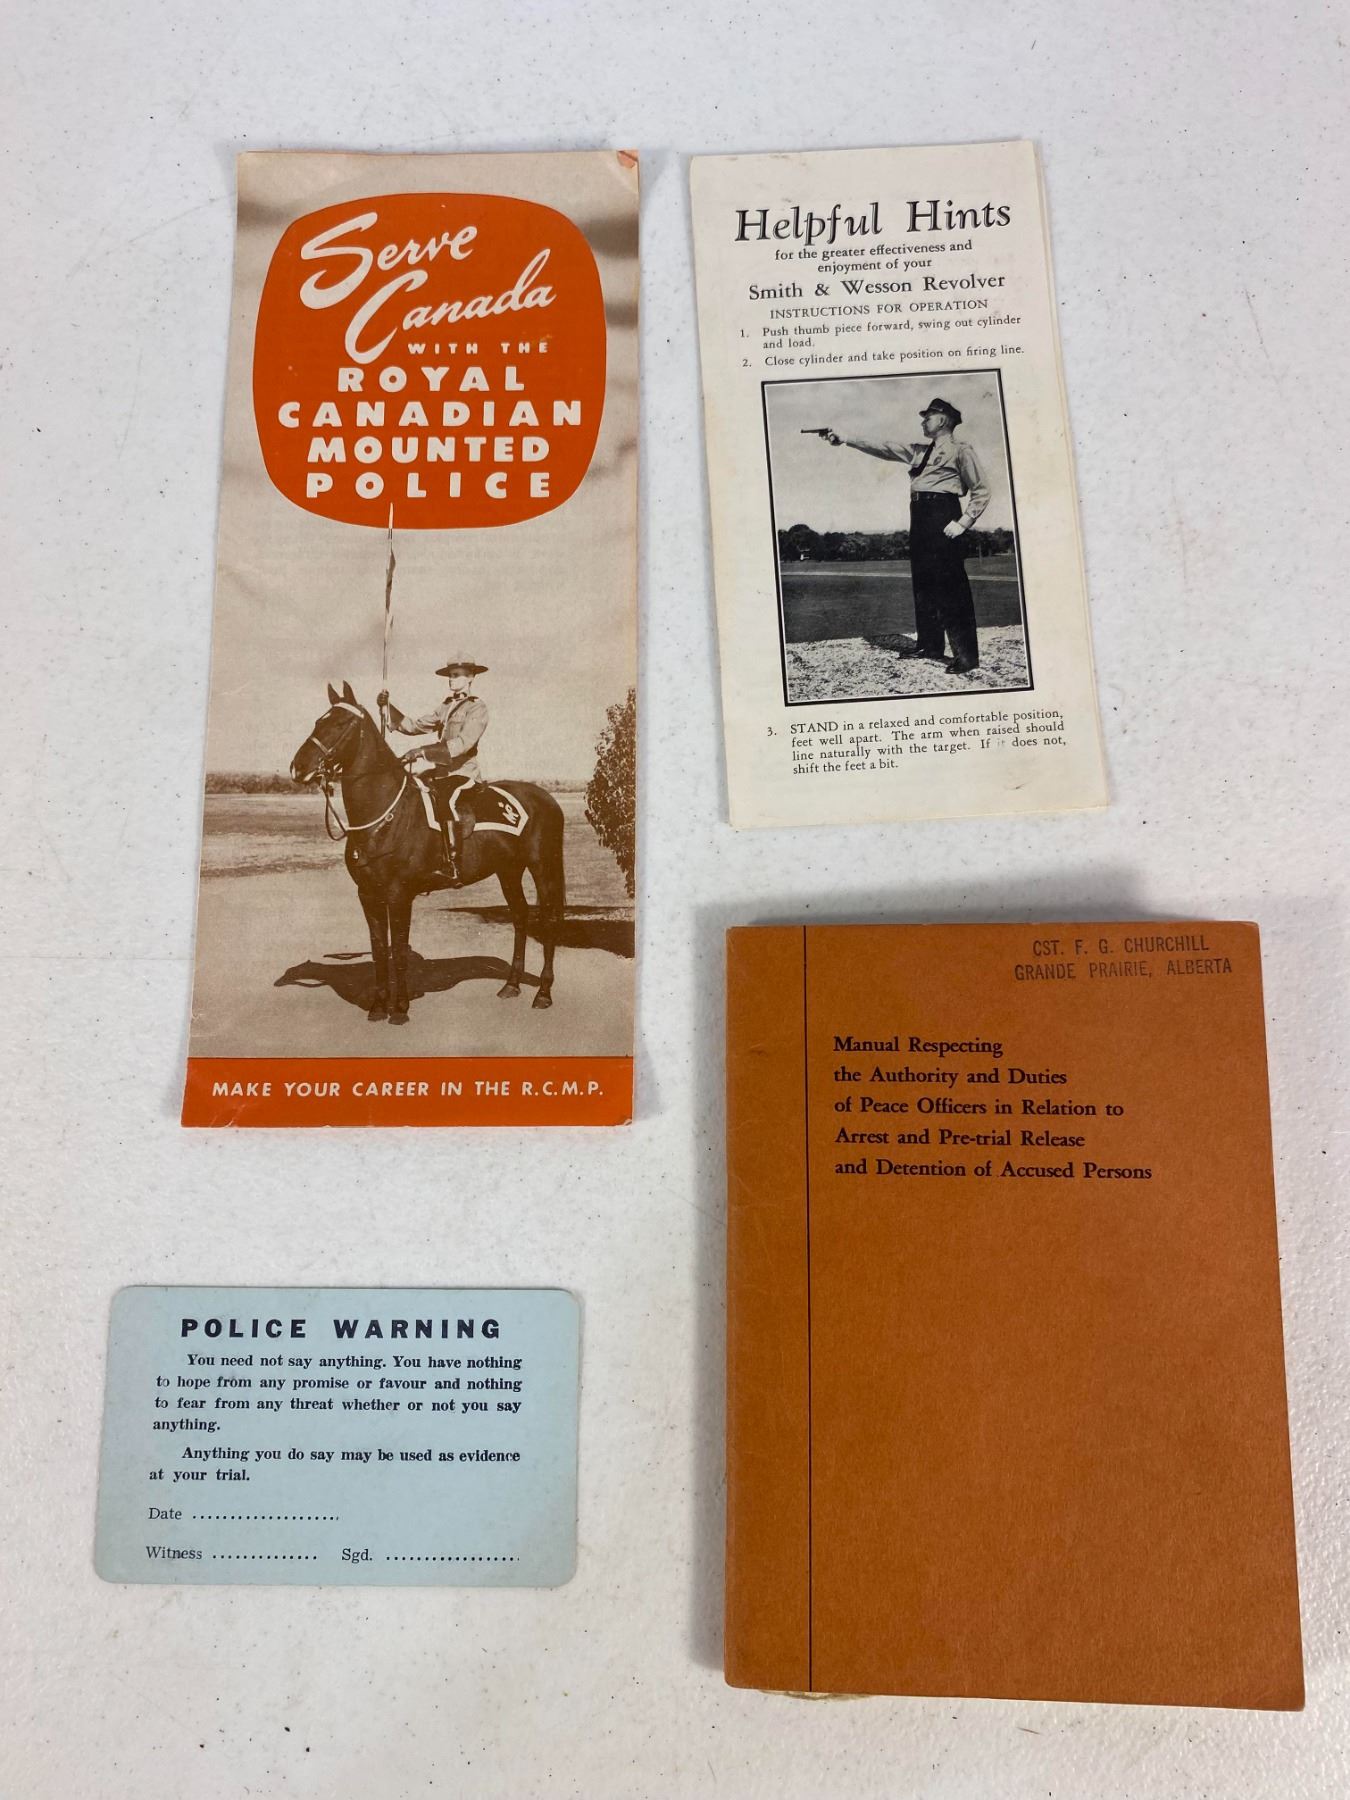 Serve
Canada
WITH THE
ROYAL
CANADIAN
MOUNTED
POLICE
MAKE YOUR CAREER IN THE R.C.M.P.
Helpful Hints
for the greater effectiveness and
enjoyment of your
Smith & Wesson Revolver
INSTRUCTIONS FOR OPERATION
1. Push thumb piece forward, swing out cylinder
and load.
2. Close cylinder and take position on firing line.
3. STAND in a relaxed and comfortable position,
feet well apart. The arm when raised should
line naturally with the target. If it does not,
shift the feet a bit.
POLICE WARNING
You need not say anything. You have nothing
to hope from any promise or favour and nothing
to fear from any threat whether or not you say
anything.
Anything you do say may be used as evidence
at your trial.
Date ....................
Witness .............. Sgd. ..................
CST. F. G. CHURCHILL
GRANDE PRAIRIE, ALBERTA
Manual Respecting
the Authority and Duties
of Peace Officers in Relation to
Arrest and Pre-trial Release
and Detention of Accused Persons